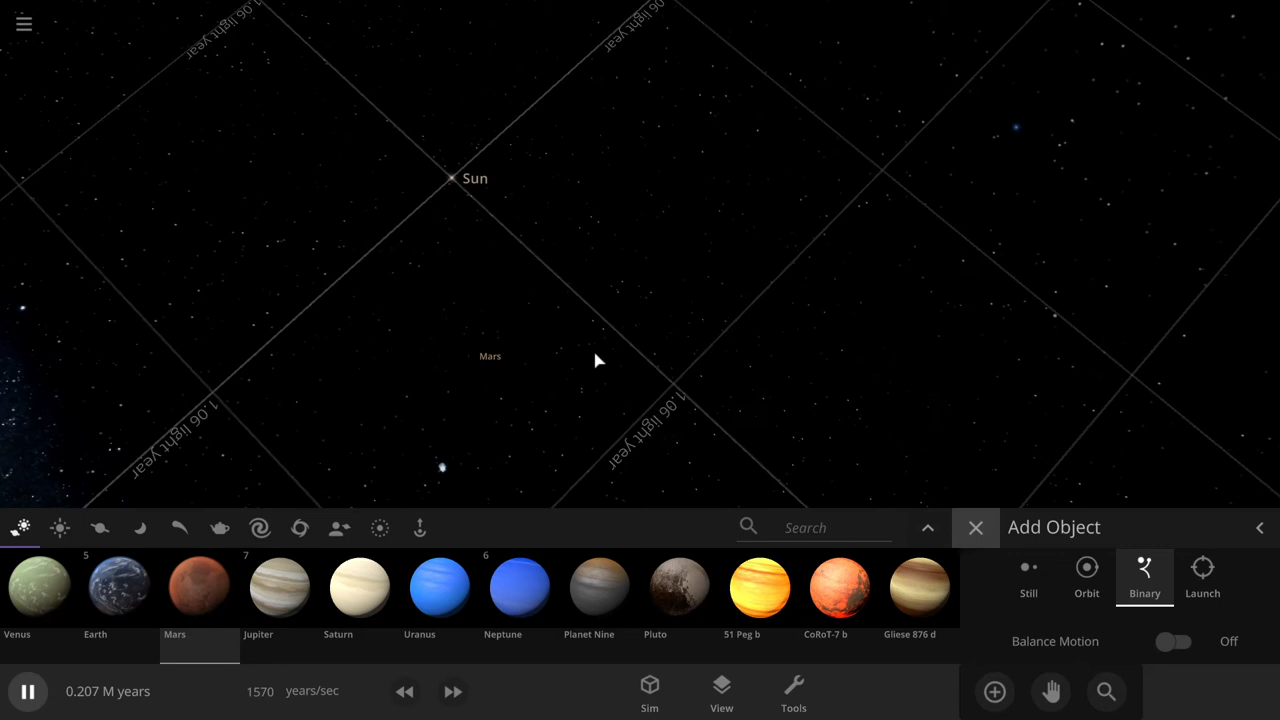 1.06 light year
1.06 light year
Sun
Mars
1.06 light year
1.06 light year
Search
Add Object
5
7
6
Venus
Earth
Mars
Jupiter
Saturn
Uranus
Neptune
Planet Nine
Pluto
51 Peg b
CoRoT-7 b
Gliese 876 d
Still
Orbit
Binary
Launch
Balance Motion
Off
0.207 M years
1570 years/sec
Sim
View
Tools